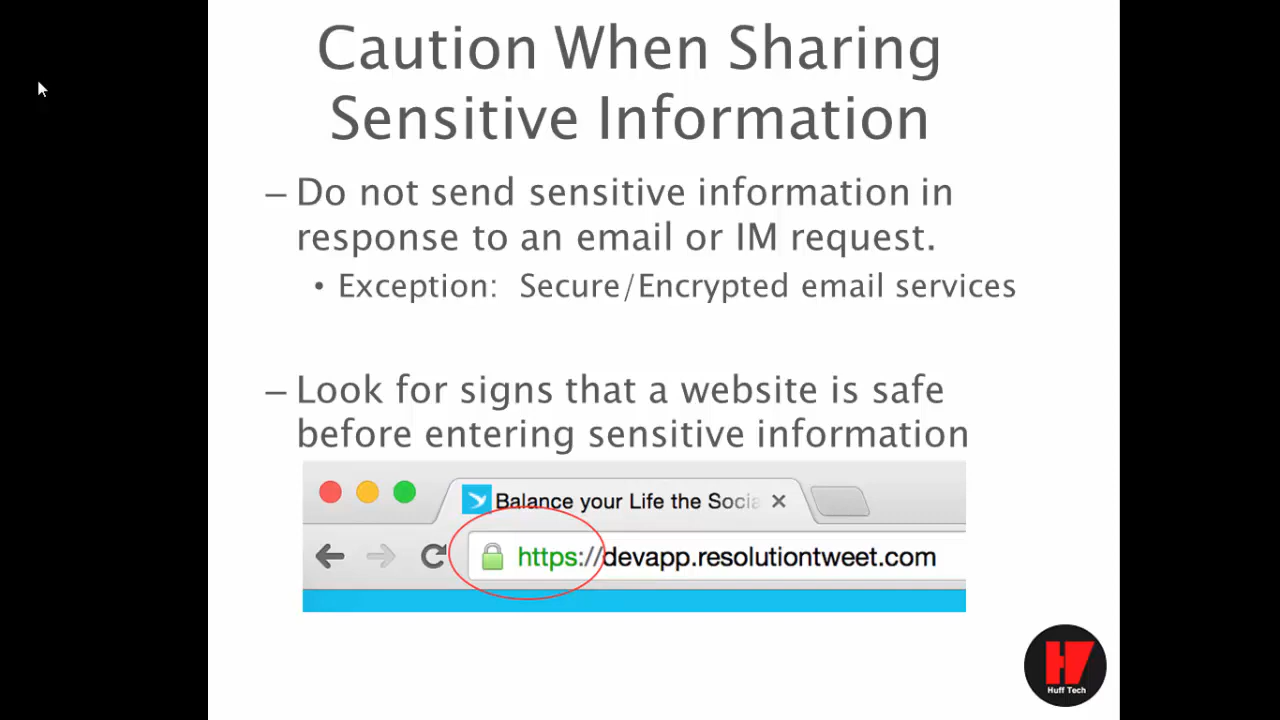 Caution When Sharing
Sensitive Information
– Do not send sensitive information in
response to an email or IM request.
• Exception: Secure/Encrypted email services
– Look for signs that a website is safe
before entering sensitive information
Balance your Life the Socia
https://devapp.resolutiontweet.com
H
Huff Tech